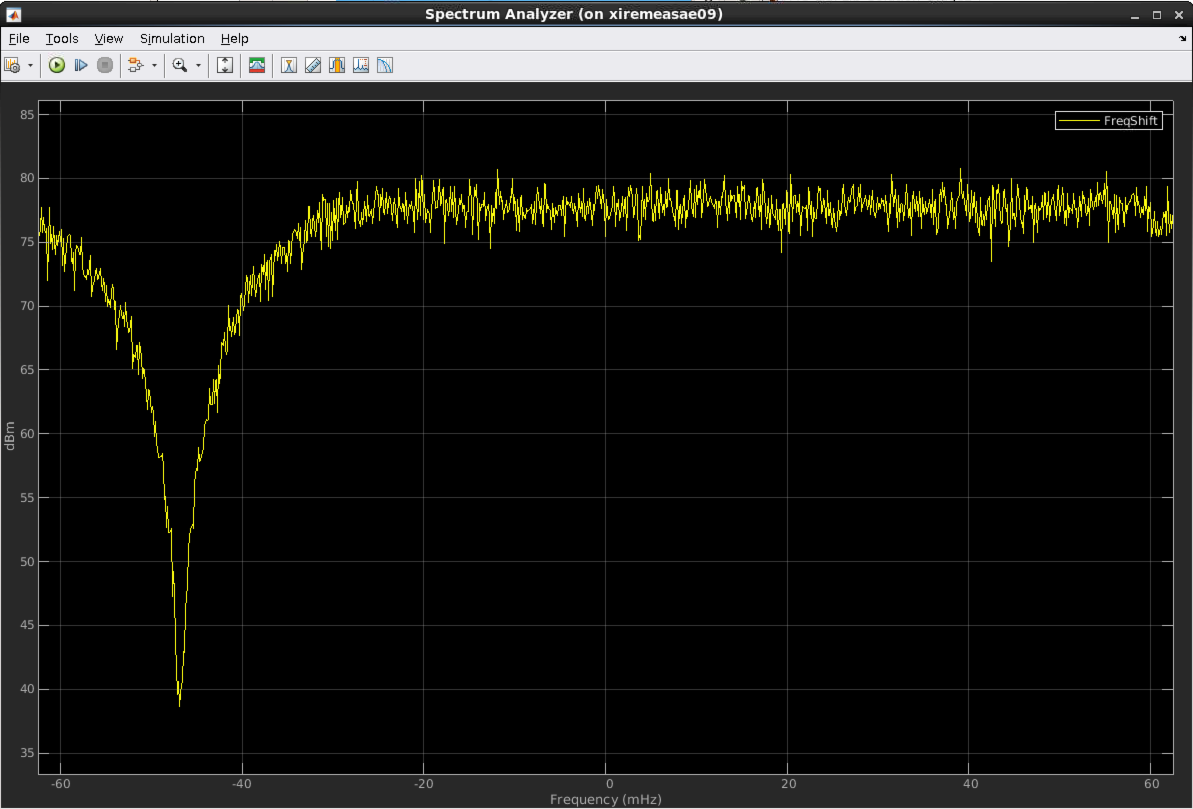 Spectrum Analyzer (on xiremeasae09)
File Tools View Simulation Help
FreqShift
85
80
75
70
65
60
55
50
45
40
35
dBm
-60 -40 -20 0 20 40 60
Frequency (mHz)